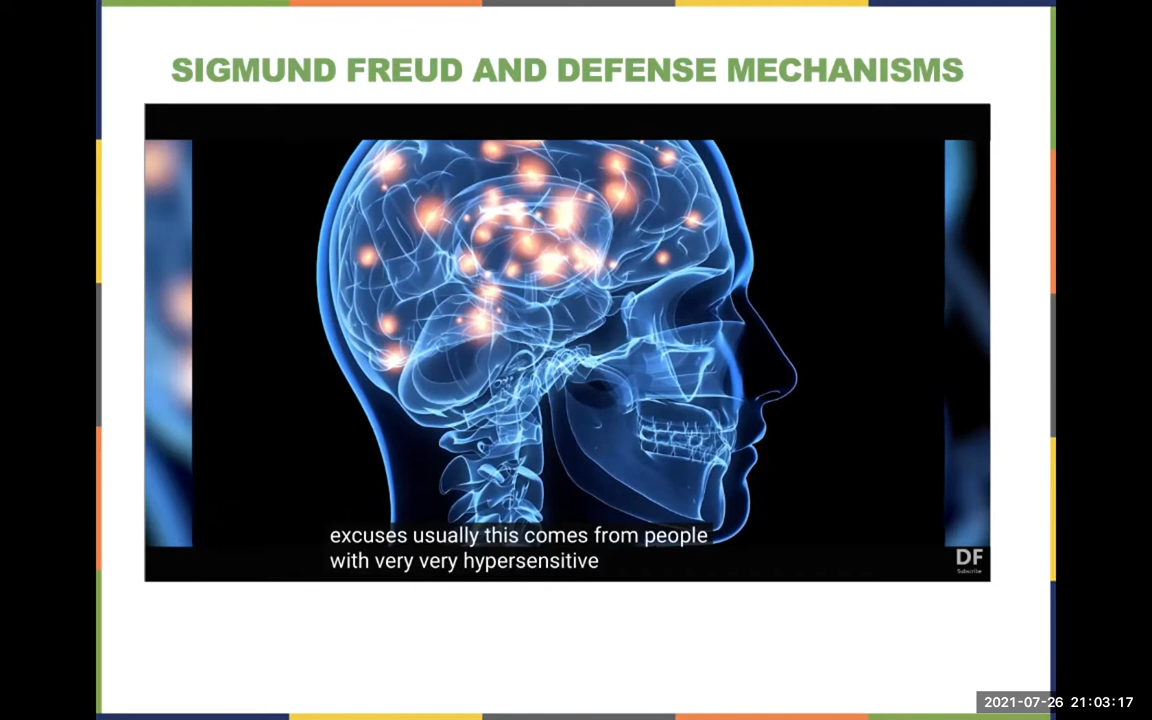 SIGMUND FREUD AND DEFENSE MECHANISMS
excuses usually this comes from people
with very very hypersensitive
DF
Subscribe
2021-07-26 21:03:17